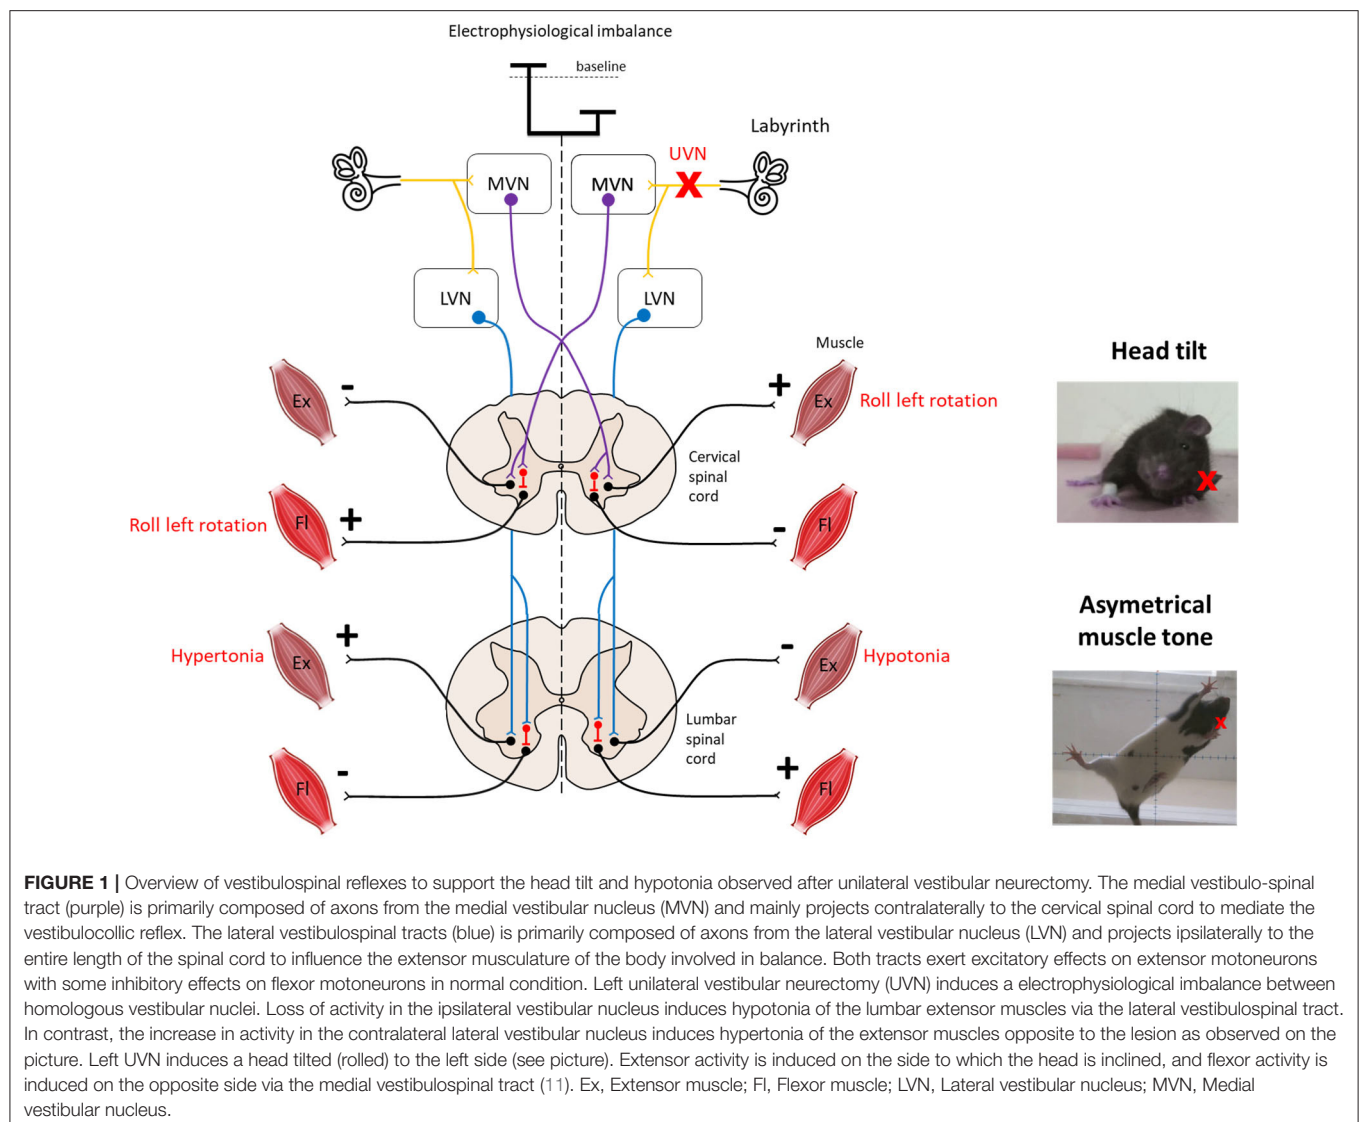 Electrophysiological imbalance
baseline
Labyrinth
UVN
X
MVN
MVN
LVN
LVN
Muscle
Head tilt
-
+
Ex
Ex
Roll left rotation
Cervical
spinal
cord
X
Roll left rotation
Fl
+
-
Fl
Asymetrical
muscle tone
Hypertonia
Ex
+
-
Ex
Hypotonia
Lumbar
spinal
cord
X
Fl
-
+
Fl
FIGURE 1 | Overview of vestibulospinal reflexes to support the head tilt and hypotonia observed after unilateral vestibular neurectomy. The medial vestibulo-spinal
tract (purple) is primarily composed of axons from the medial vestibular nucleus (MVN) and mainly projects contralaterally to the cervical spinal cord to mediate the
vestibulocollic reflex. The lateral vestibulospinal tracts (blue) is primarily composed of axons from the lateral vestibular nucleus (LVN) and projects ipsilaterally to the
entire length of the spinal cord to influence the extensor musculature of the body involved in balance. Both tracts exert excitatory effects on extensor motoneurons
with some inhibitory effects on flexor motoneurons in normal condition. Left unilateral vestibular neurectomy (UVN) induces a electrophysiological imbalance between
homologous vestibular nuclei. Loss of activity in the ipsilateral vestibular nucleus induces hypotonia of the lumbar extensor muscles via the lateral vestibulospinal tract.
In contrast, the increase in activity in the contralateral lateral vestibular nucleus induces hypertonia of the extensor muscles opposite to the lesion as observed on the
picture. Left UVN induces a head tilted (rolled) to the left side (see picture). Extensor activity is induced on the side to which the head is inclined, and flexor activity is
induced on the opposite side via the medial vestibulospinal tract (11). Ex, Extensor muscle; Fl, Flexor muscle; LVN, Lateral vestibular nucleus; MVN, Medial
vestibular nucleus.